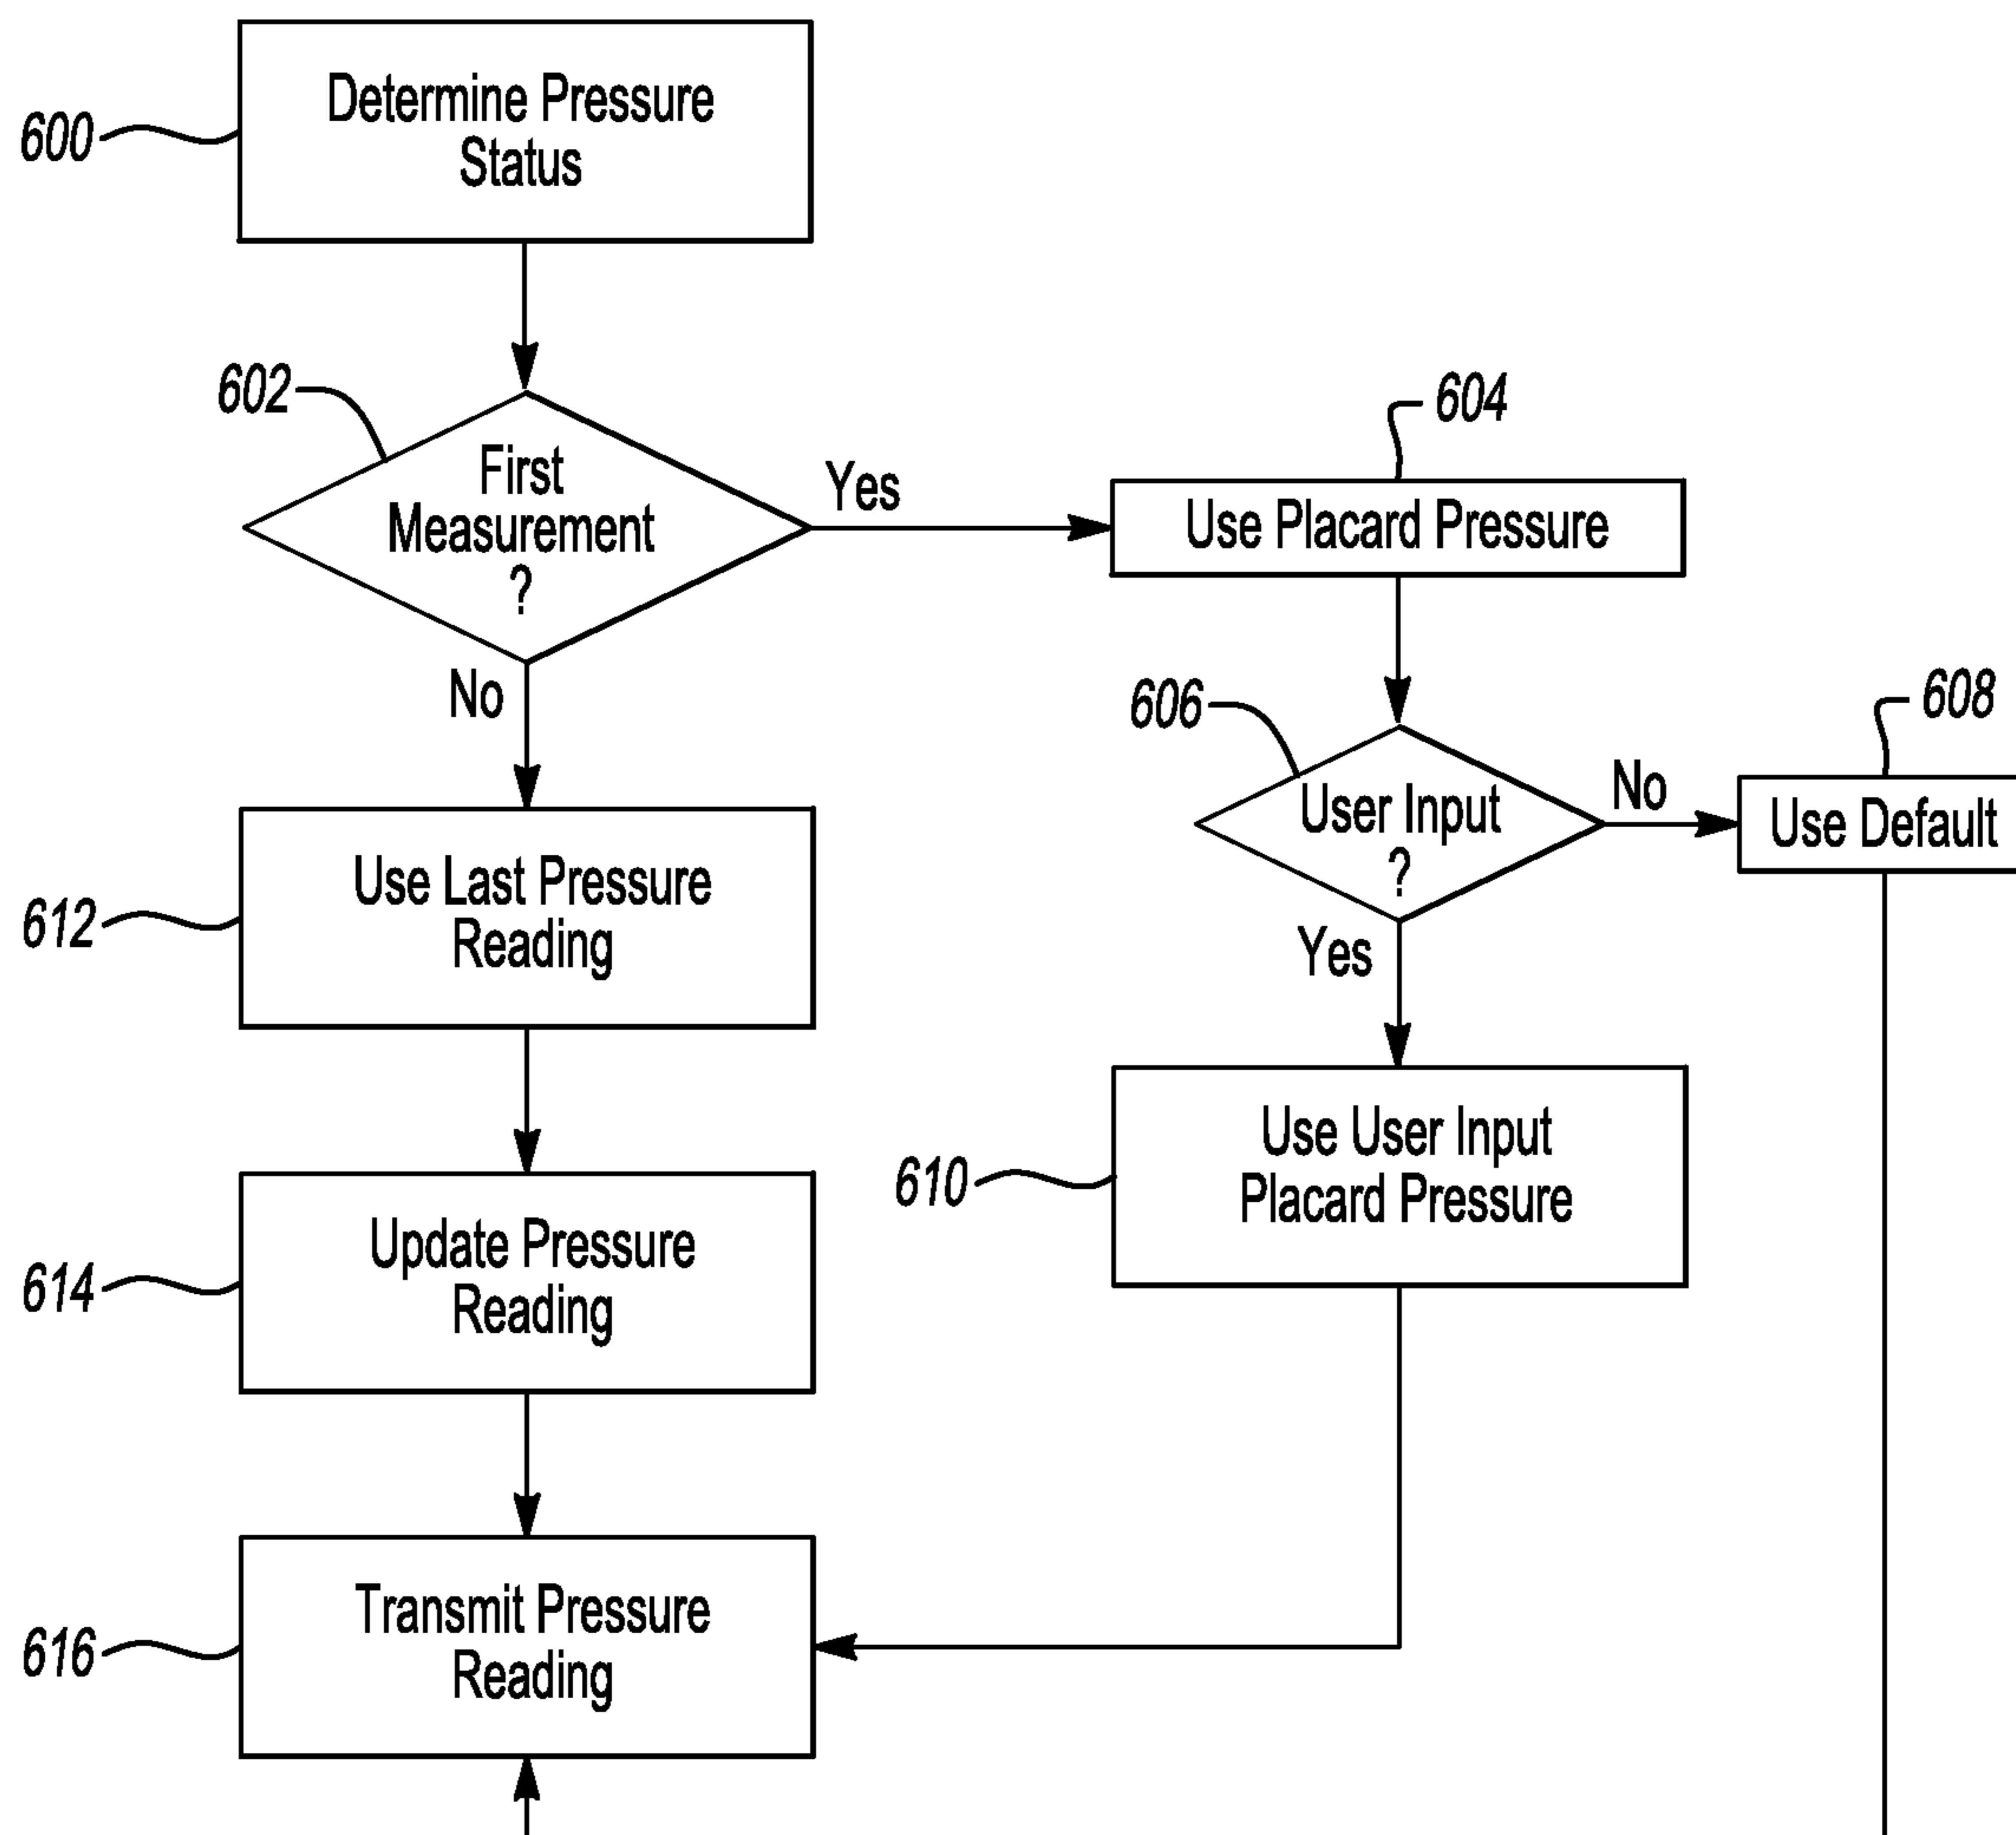 600
Determine Pressure
Status
602
First
Measurement
?
Yes
No
604
Use Placard Pressure
606
User Input
?
No
Yes
608
Use Default
612
Use Last Pressure
Reading
610
Use User Input
Placard Pressure
614
Update Pressure
Reading
616
Transmit Pressure
Reading